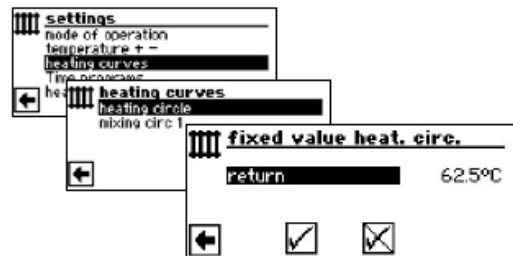 settings
mode of operation
temperature + −
heating curves
Time programs
hea
heating curves
heating circle
mixing circ 1
fixed value heat. circ.
return 62.5°C